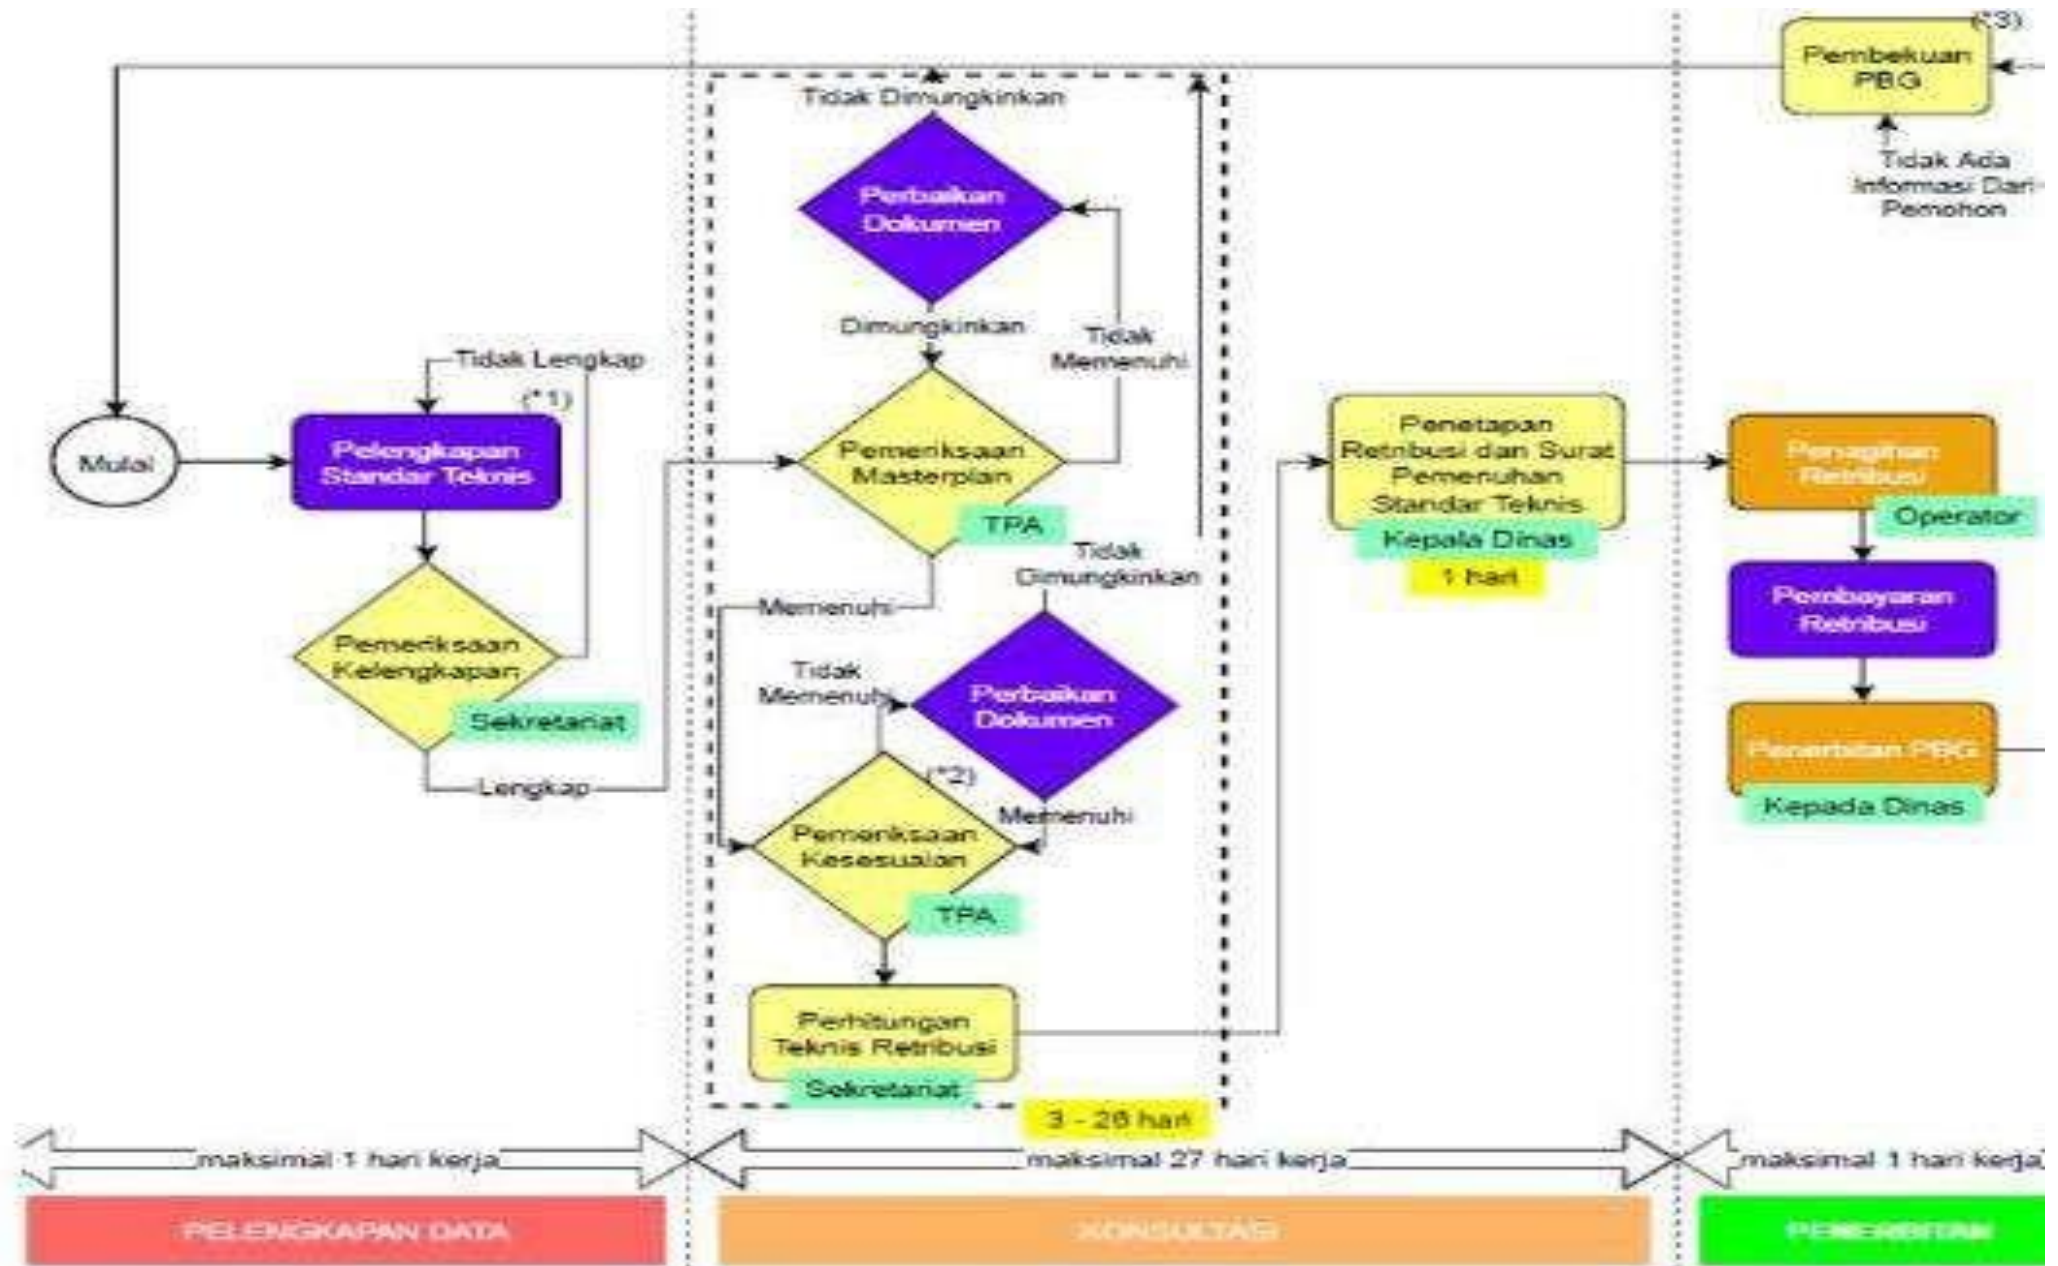 (*3)
Pembekuan
PBG
Tidak Ada
Informasi Dari
Pemohon
Mulai
Tidak Lengkap
(*1)
Pelengkapan
Standar Teknis
Pemeriksaan
Kelengkapan
Sekretariat
Lengkap
Tidak Dimungkinkan
Perbaikan
Dokumen
Dimungkinkan
Tidak
Memenuhi
Pemeriksaan
Masterplan
TPA
Memenuhi
Tidak
Dimungkinkan
Tidak
Memenuhi
Perbaikan
Dokumen
(*2)
Memenuhi
Pemeriksaan
Kesesuaian
TPA
Perhitungan
Teknis Retribusi
Sekretariat
3 - 26 hari
Penetapan
Retribusi dan Surat
Pemenuhan
Standar Teknis
Kepala Dinas
1 hari
Penagihan
Retribusi
Operator
Pembayaran
Retribusi
Penerbitan PBG
Kepada Dinas
maksimal 1 hari kerja
maksimal 27 hari kerja
maksimal 1 hari kerja
PELENGKAPAN DATA
KONSULTASI
PENERBITAN